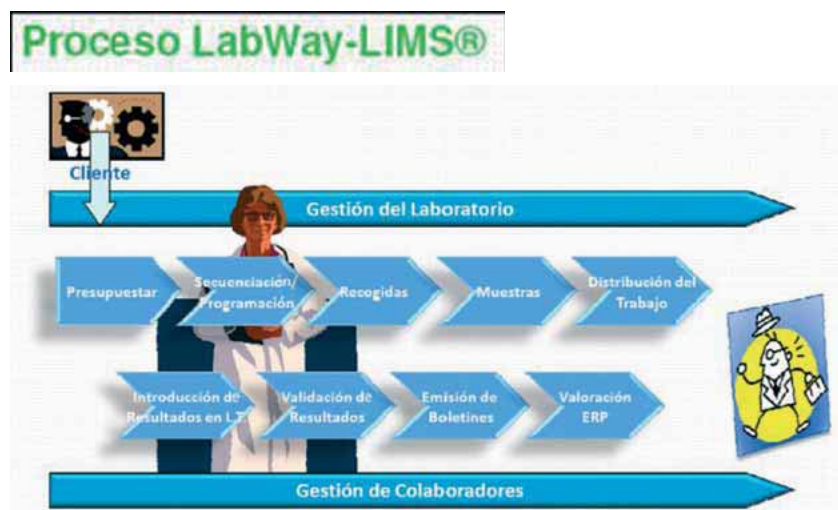 Proceso LabWay-LIMS®
Cliente
Gestión del Laboratorio
Presupuestar
Secuenciación/
Programación
Recogidas
Muestras
Distribución del
Trabajo
Introducción de
Resultados en L.T.
Validación de
Resultados
Emisión de
Boletines
Valoración
ERP
Gestión de Colaboradores